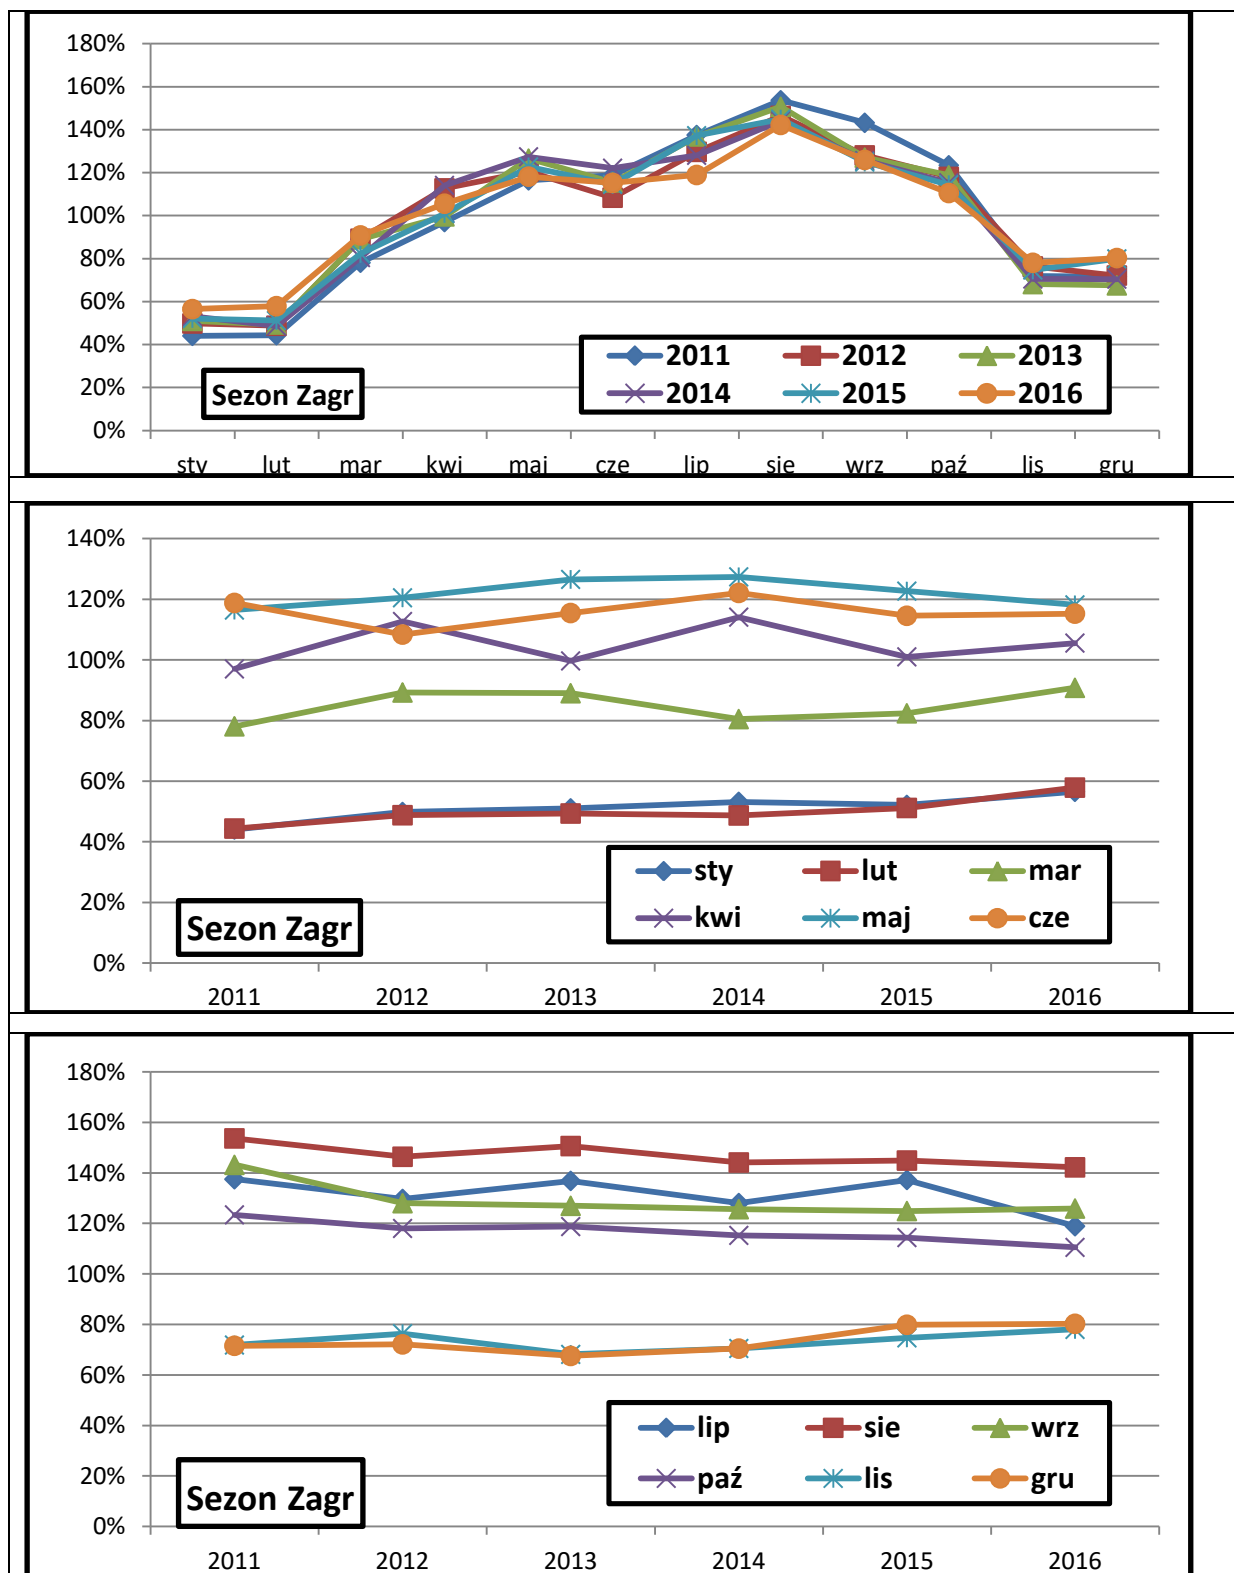 180%
160%
140%
120%
100%
80%
60%
40%
20%
0%
2011 2012 2013
2014 2015 2016
Sezon Zagr
sty lut mar kwi maj cze lip sie wrz paź lis gru
140%
120%
100%
80%
60%
40%
20%
0%
sty lut mar
kwi maj cze
Sezon Zagr
2011 2012 2013 2014 2015 2016
180%
160%
140%
120%
100%
80%
60%
40%
20%
0%
lip sie wrz
paź lis gru
Sezon Zagr
2011 2012 2013 2014 2015 2016